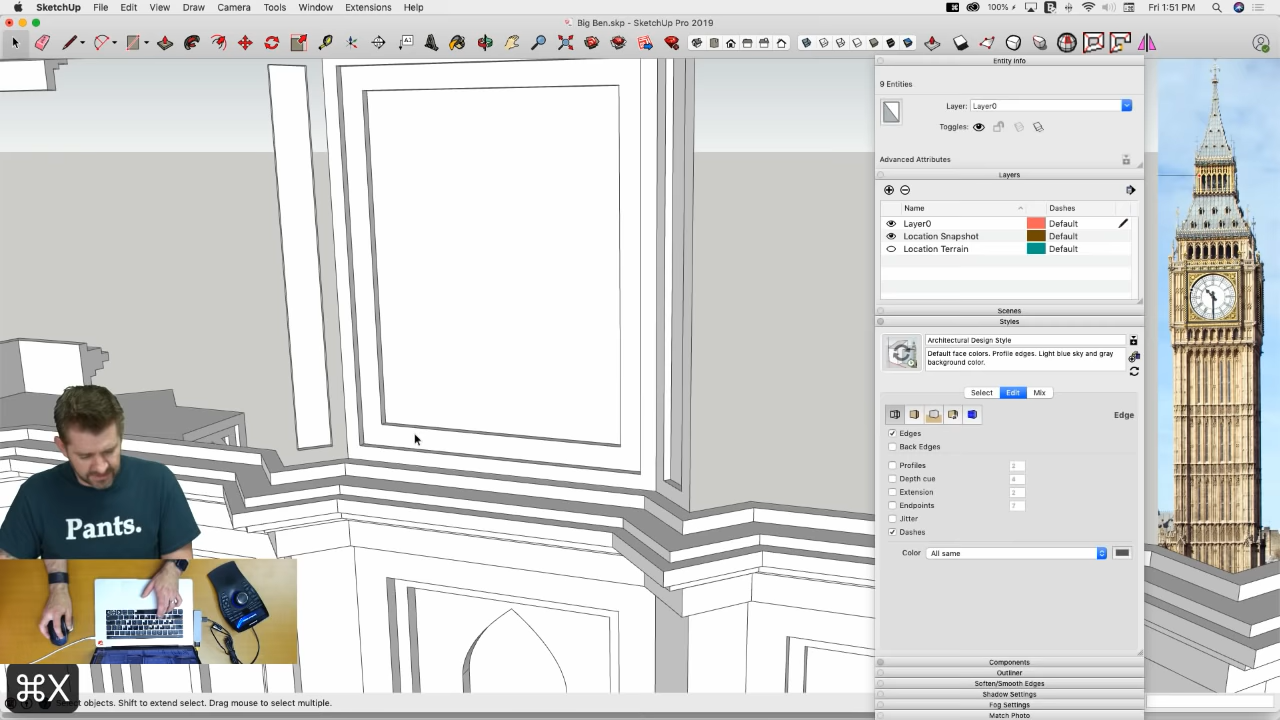 SketchUp File Edit View Draw Camera Tools Window Extensions Help 100% Fri 1:51 PM
Big Ben.skp - SketchUp Pro 2019
Entity Info
9 Entities
Layer: Layer0
Toggles:
Advanced Attributes
Layers
Name Dashes
Layer0 Default
Location Snapshot Default
Location Terrain Default
Scenes
Styles
Architectural Design Style
Default face colors. Profile edges. Light blue sky and gray
background color.
Select Edit Mix
Edge
Edges
Back Edges
Profiles 2
Depth cue 4
Extension 2
Endpoints 7
Jitter
Dashes
Color All same
Components
Outliner
Soften/Smooth Edges
Shadow Settings
Fog Settings
Match Photo
Pants.
⌘X
objects. Shift to extend select. Drag mouse to select multiple.